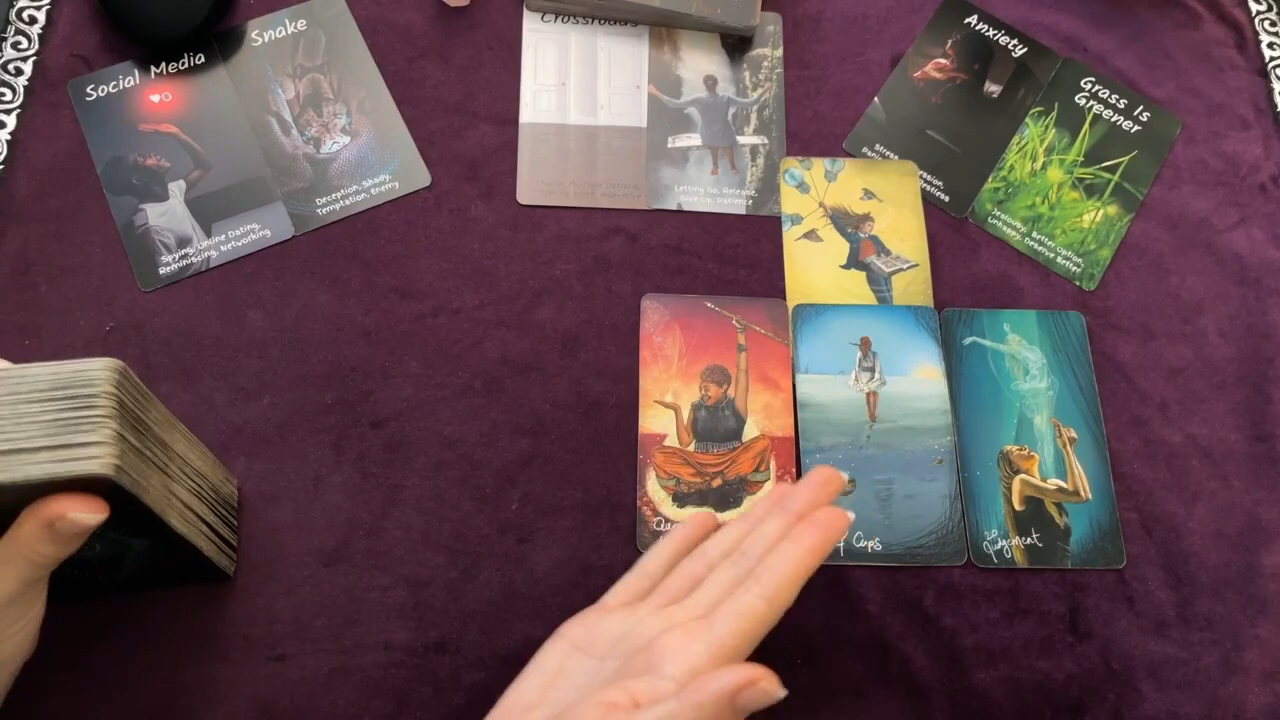 Social Media
Spying, Online Dating,
Reminiscing, Networking
Snake
Deception, Shady,
Temptation, Enemy
Crossroads
Letting Go, Release,
Give Up, Patience
Anxiety
Grass Is
Greener
Jealousy, Better Option,
Unhappy, Deserve Better
Cups
20
Judgement